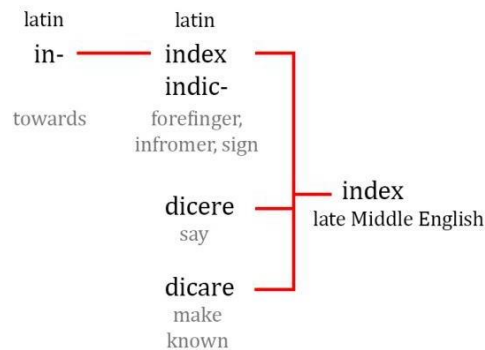 latin
in-
towards
latin
index
indic-
forefinger,
infromer, sign
dicere
say
dicare
make
known
index
late Middle English